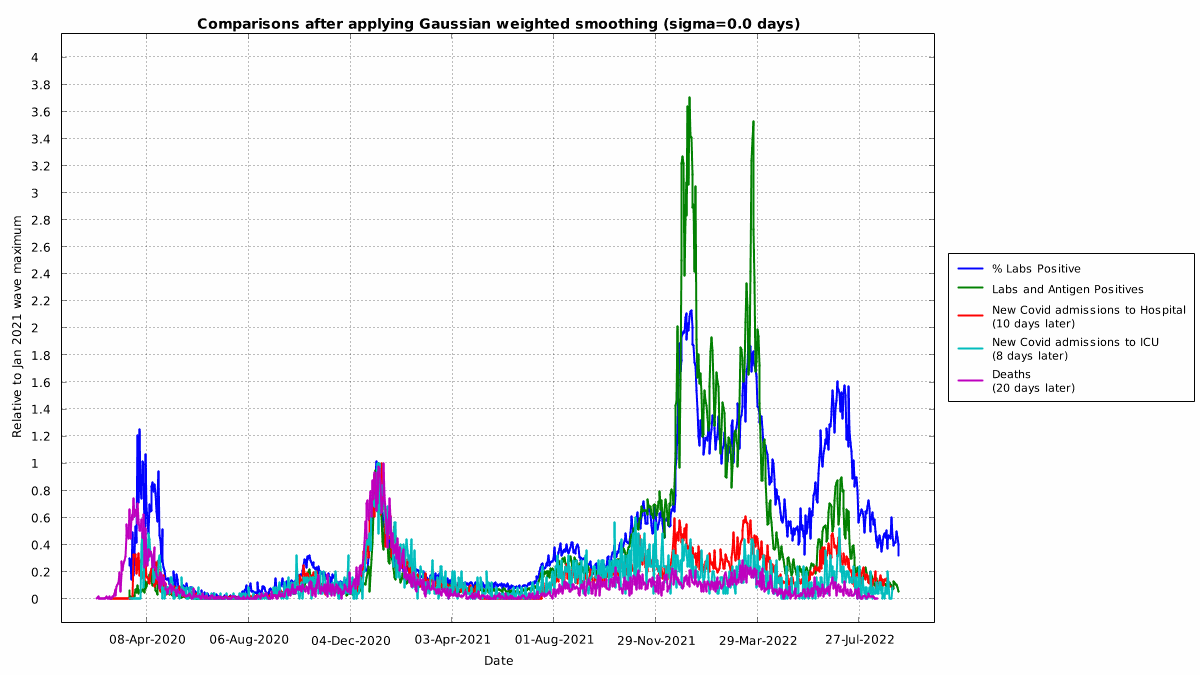 Comparisons after applying Gaussian weighted smoothing (sigma=0.0 days)
Relative to Jan 2021 wave maximum
4
3.8
3.6
3.4
3.2
3
2.8
2.6
2.4
2.2
2
1.8
1.6
1.4
1.2
1
0.8
0.6
0.4
0.2
0
08-Apr-2020
06-Aug-2020
04-Dec-2020
03-Apr-2021
01-Aug-2021
29-Nov-2021
29-Mar-2022
27-Jul-2022
Date
% Labs Positive
Labs and Antigen Positives
New Covid admissions to Hospital
(10 days later)
New Covid admissions to ICU
(8 days later)
Deaths
(20 days later)